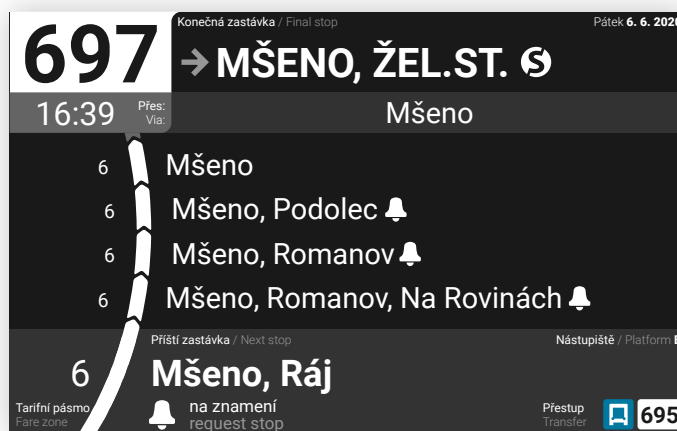 697
Konečná zastávka / Final stop
Pátek 6. 6. 2020
→ MŠENO, ŽEL.ST. S
16:39
Přes:
Via:
Mšeno
6 Mšeno
6 Mšeno, Podolec
6 Mšeno, Romanov
6 Mšeno, Romanov, Na Rovinách
Příští zastávka / Next stop
Nástupiště / Platform
6
Mšeno, Ráj
Tarifní pásmo
Fare zone
na znamení
request stop
Přestup
Transfer
695